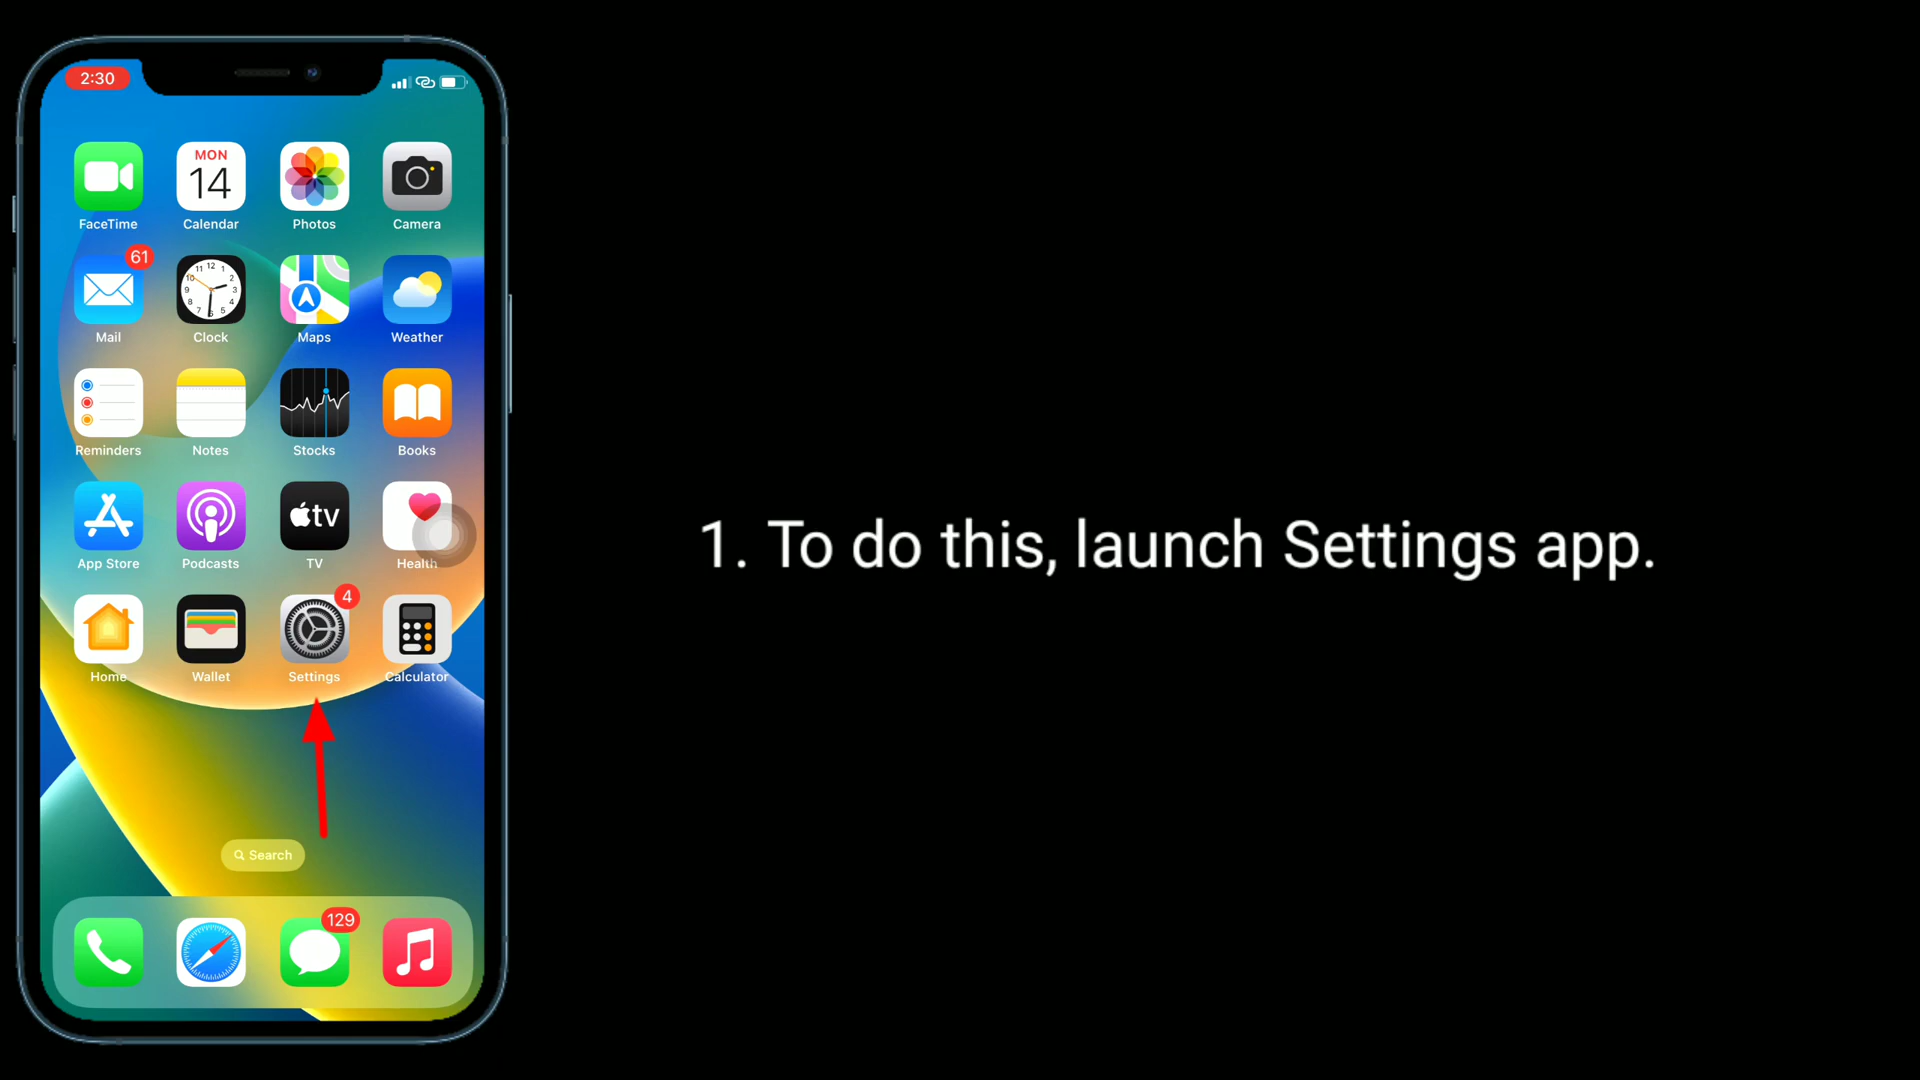 2:30
MON
14
FaceTime Calendar Photos Camera
61
Mail Clock Maps Weather
Reminders Notes Stocks Books
tv
App Store Podcasts TV Health
4
Home Wallet Settings Calculator
1. To do this, launch Settings app.
Search
129